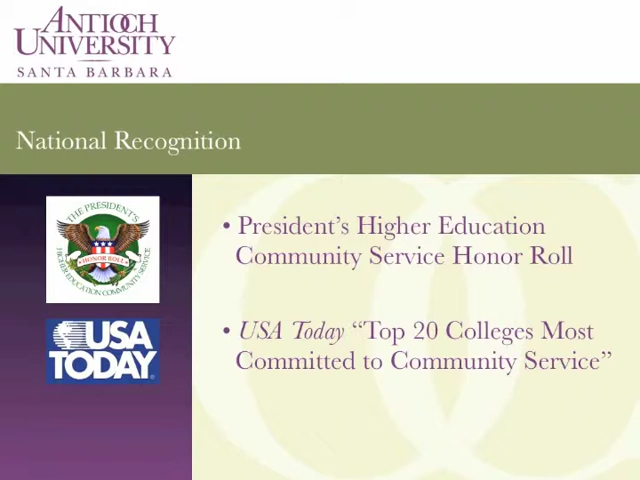 ANTIOCH
UNIVERSITY
SANTA BARBARA
National Recognition
THE PRESIDENT'S
HONOR ROLL
HIGHER EDUCATION COMMUNITY SERVICE
• President's Higher Education
Community Service Honor Roll
USA
TODAY
• USA Today “Top 20 Colleges Most
Committed to Community Service”